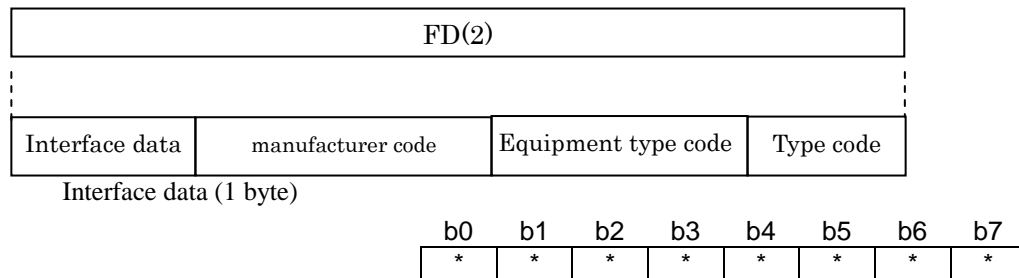 FD(2)
Interface data manufacturer code Equipment type code Type code
Interface data (1 byte)
b0 b1 b2 b3 b4 b5 b6 b7
* * * * * * * *